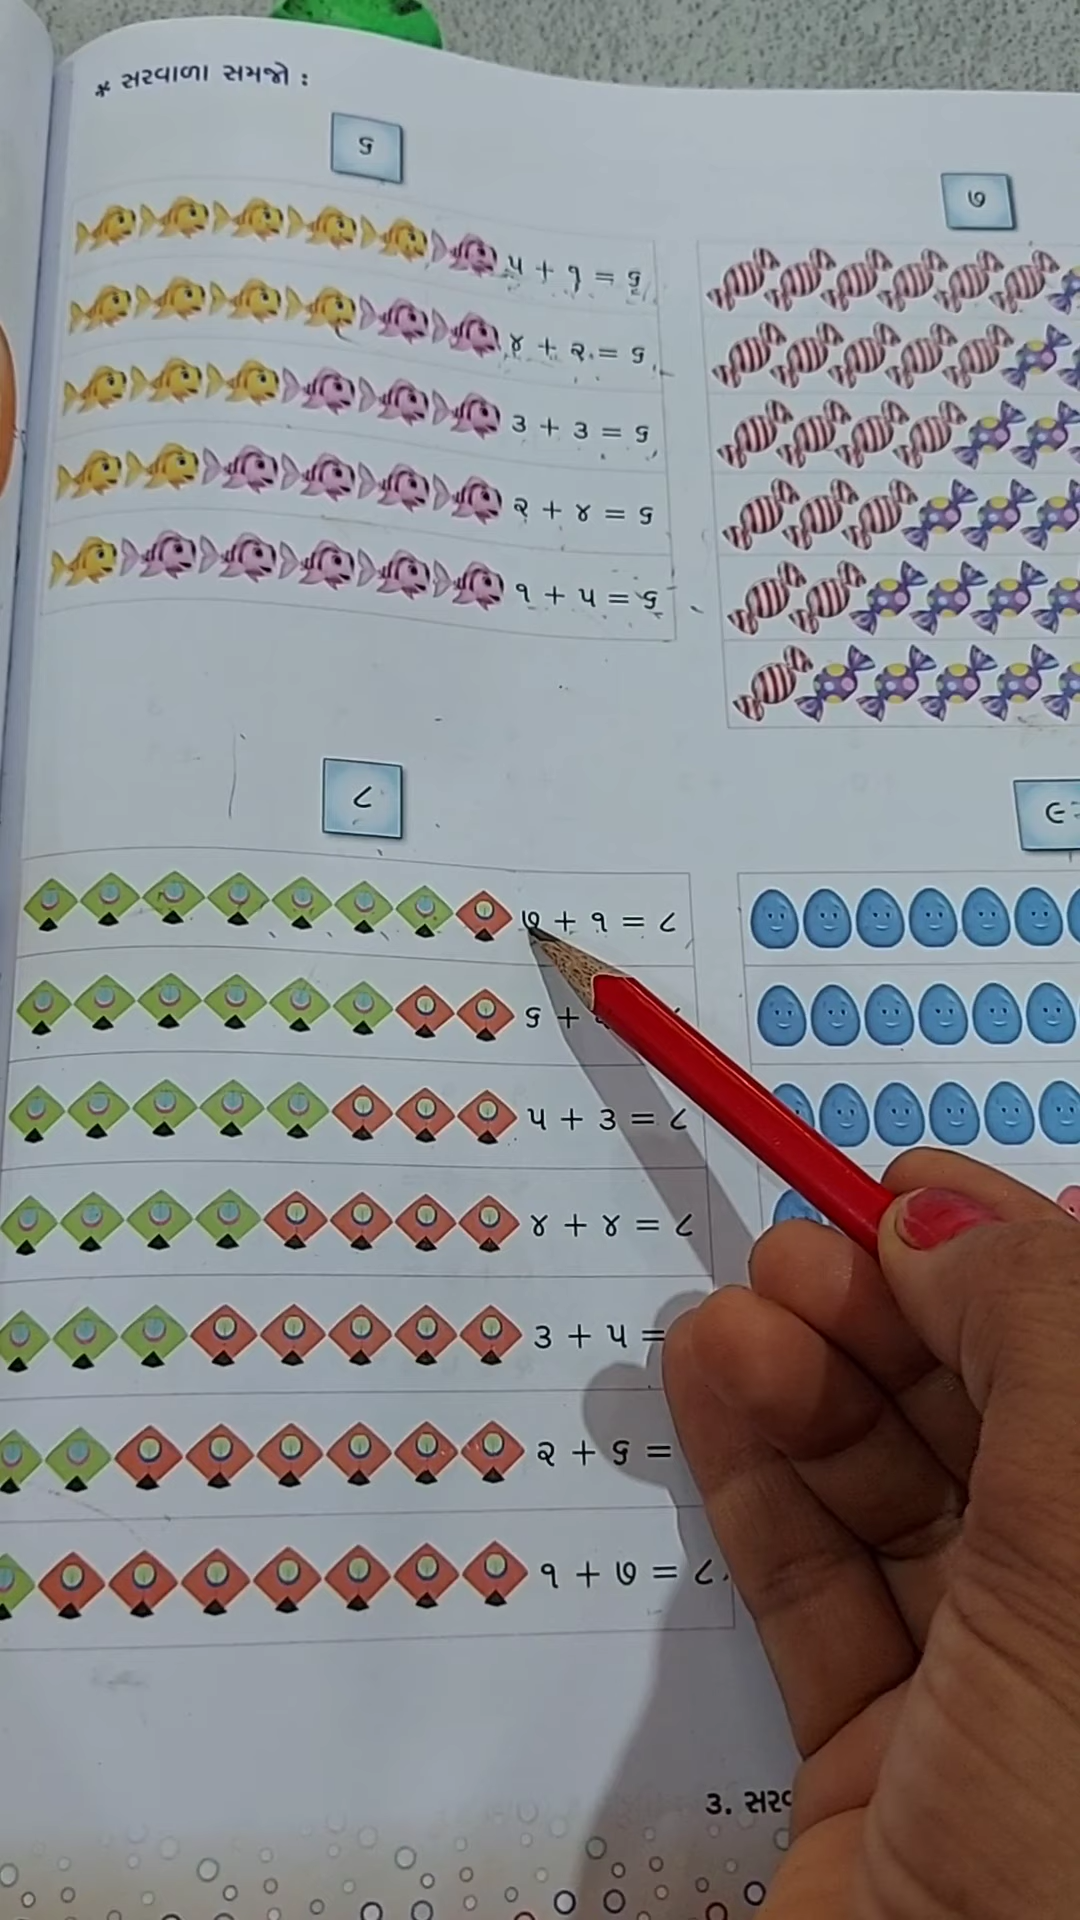 * સરવાળા સમજો :
૬
૫ + ૧ = ૬
૪ + ૨ = ૬
૩ + ૩ = ૬
૨ + ૪ = ૬
૧ + ૫ = ૬
૭
૮
૭ + ૧ = ૮
૬ +
૫ + ૩ = ૮
૪ + ૪ = ૮
૩ + ૫ =
૨ + ૬ =
૧ + ૭ = ૮
૯
૩.